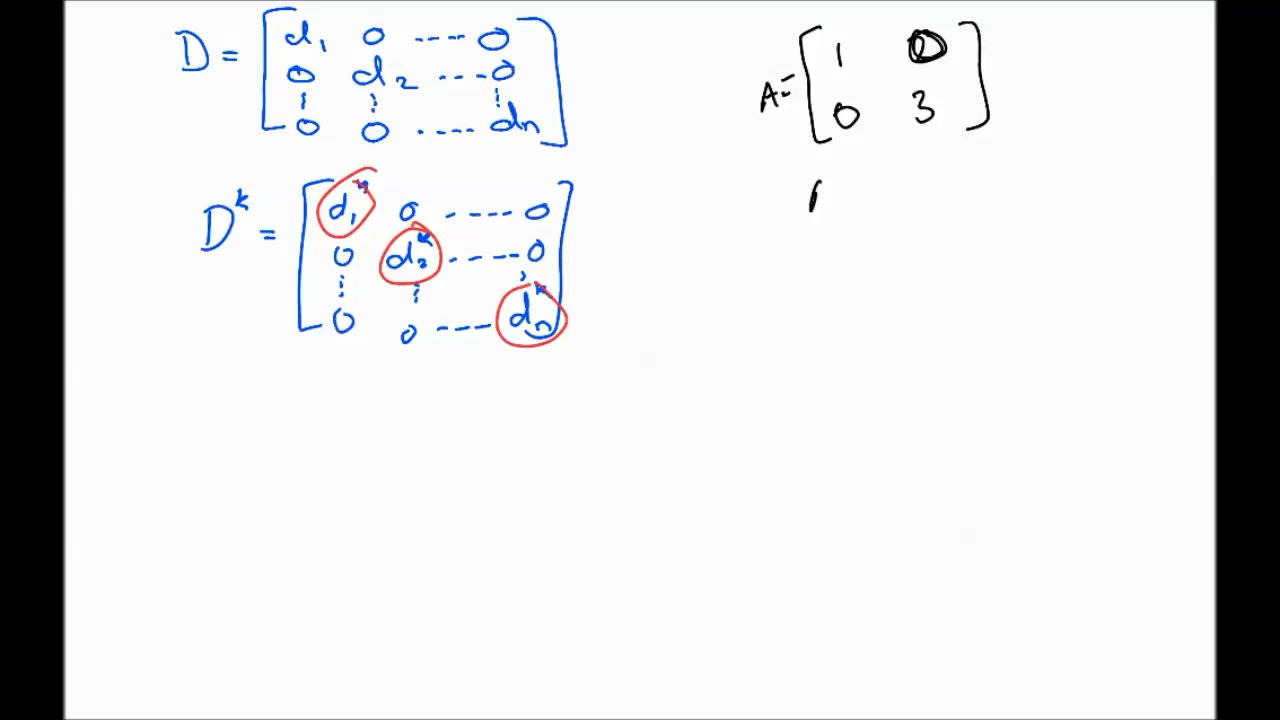 D = [ d₁ 0 ---- 0
0 d₂ --- 0
⋮ ⋮ ⋮
0 0 ---- dn ]
Dᵏ = [ d₁ᵏ 0 ---- 0
0 d₂ᵏ ---- 0
⋮ ⋮ ⋮
0 0 --- dnᵏ ]
A = [ 1 0
0 3 ]